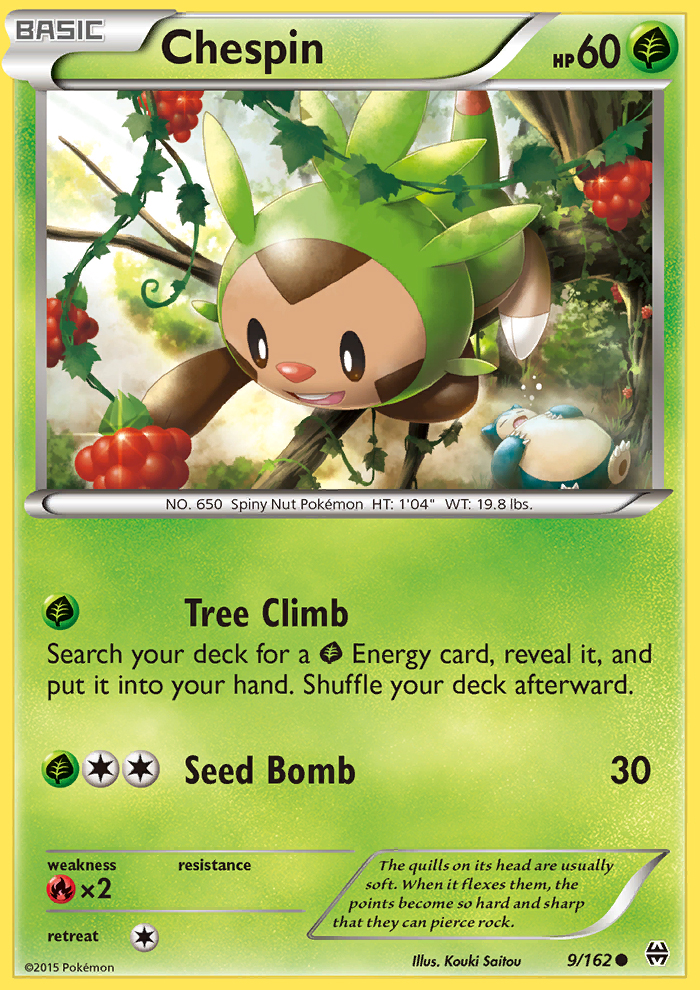 BASIC
Chespin
HP60
NO. 650 Spiny Nut Pokémon HT: 1'04" WT: 19.8 lbs.
Tree Climb
Search your deck for a Energy card, reveal it, and
put it into your hand. Shuffle your deck afterward.
Seed Bomb 30
weakness resistance
×2
retreat
The quills on its head are usually
soft. When it flexes them, the
points become so hard and sharp
that they can pierce rock.
©2015 Pokémon
Illus. Kouki Saitou
9/162